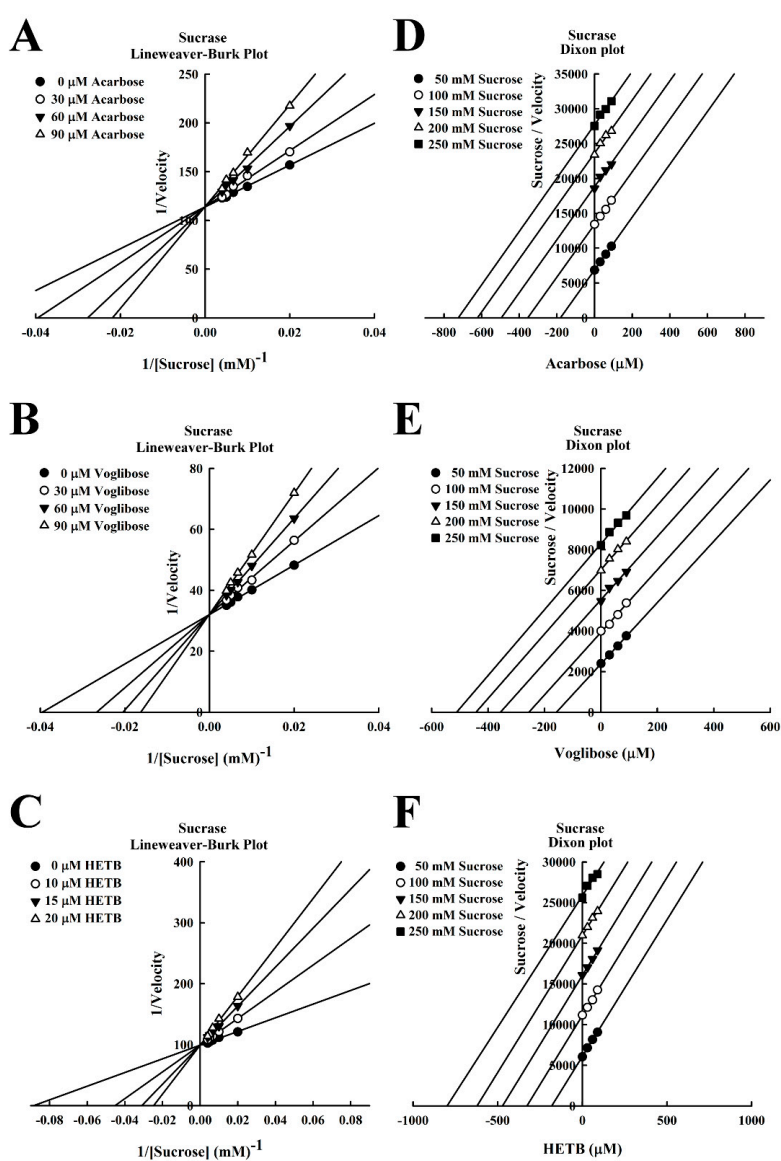 A
Sucrase
Lineweaver-Burk Plot
0 μM Acarbose
30 μM Acarbose
60 μM Acarbose
90 μM Acarbose
1/Velocity
250
200
150
100
50
0
-0.04 -0.02 0.00 0.02 0.04
1/[Sucrose] (mM)-1
D
Sucrase
Dixon plot
50 mM Sucrose
100 mM Sucrose
150 mM Sucrose
200 mM Sucrose
250 mM Sucrose
Sucrose / Velocity
35000
30000
25000
20000
15000
10000
5000
0
-800 -600 -400 -200 0 200 400 600 800
Acarbose (μM)
B
Sucrase
Lineweaver-Burk Plot
0 μM Voglibose
30 μM Voglibose
60 μM Voglibose
90 μM Voglibose
1/Velocity
80
60
40
20
0
-0.04 -0.02 0.00 0.02 0.04
1/[Sucrose] (mM)-1
E
Sucrase
Dixon plot
50 mM Sucrose
100 mM Sucrose
150 mM Sucrose
200 mM Sucrose
250 mM Sucrose
Sucrose / Velocity
12000
10000
8000
6000
4000
2000
0
-600 -400 -200 0 200 400 600
Voglibose (μM)
C
Sucrase
Lineweaver-Burk Plot
0 μM HETB
10 μM HETB
15 μM HETB
20 μM HETB
1/Velocity
400
300
200
100
0
-0.08 -0.06 -0.04 -0.02 0.00 0.02 0.04 0.06 0.08
1/[Sucrose] (mM)-1
F
Sucrase
Dixon plot
50 mM Sucrose
100 mM Sucrose
150 mM Sucrose
200 mM Sucrose
250 mM Sucrose
Sucrose / Velocity
30000
25000
20000
15000
10000
5000
0
-1000 -500 0 500 1000
HETB (μM)